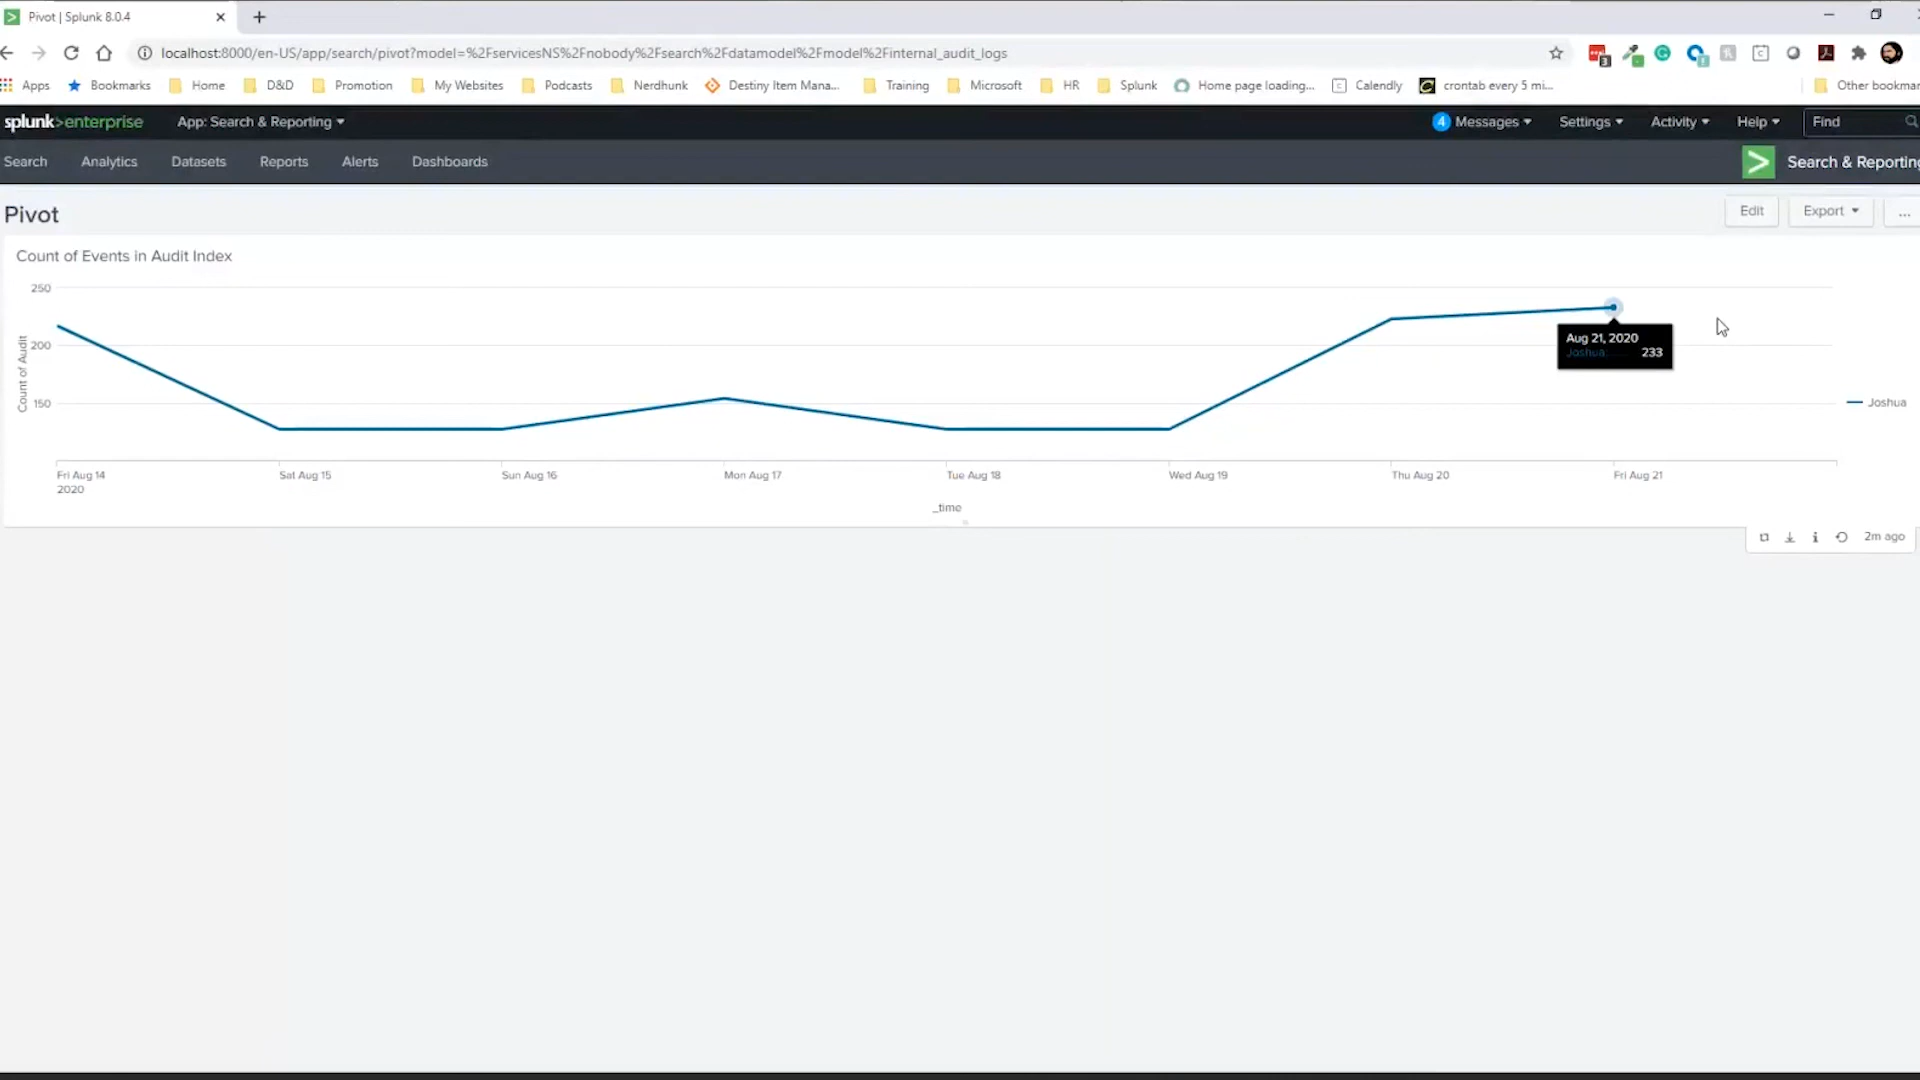 Pivot | Splunk 8.0.4
localhost:8000/en-US/app/search/pivot?model=%2FservicesNS%2Fnobody%2Fsearch%2Fdatamodel%2Fmodel%2Finternal_audit_logs
3
Apps Bookmarks Home D&D Promotion My Websites Podcasts Nerdhunk Destiny Item Mana... Training Microsoft HR Splunk Home page loading... Calendly crontab every 5 mi... Other bookmar
splunk>enterprise App: Search & Reporting 4 Messages Settings Activity Help Find
Search Analytics Datasets Reports Alerts Dashboards > Search & Reporting
Pivot Edit Export ...
Count of Events in Audit Index
250
200
150
Count of Audit
Aug 21, 2020
Joshua 233
Joshua
Fri Aug 14 Sat Aug 15 Sun Aug 16 Mon Aug 17 Tue Aug 18 Wed Aug 19 Thu Aug 20 Fri Aug 21
2020
_time
2m ago